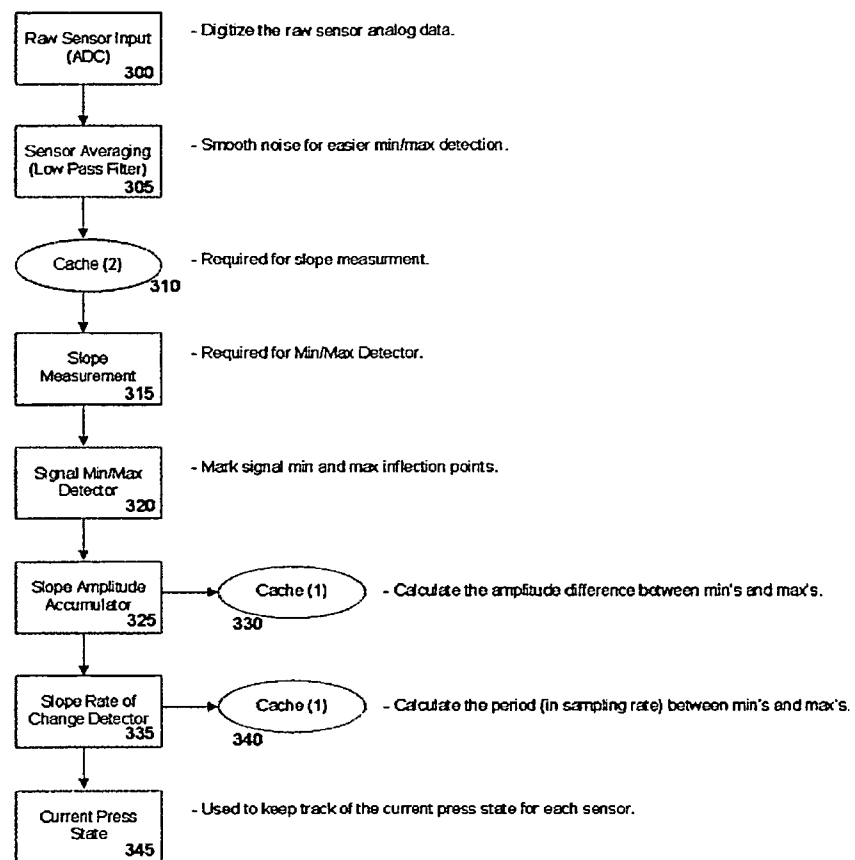 Raw Sensor Input
(ADC)
300
- Digitize the raw sensor analog data.
Sensor Averaging
(Low Pass Filter)
305
- Smooth noise for easier min/max detection.
Cache (2)
310
- Required for slope measurment.
Slope
Measurement
315
- Required for Min/Max Detector.
Signal Min/Max
Detector
320
- Mark signal min and max inflection points.
Slope Amplitude
Accumulator
325
Cache (1)
330
- Calculate the amplitude difference between min's and max's.
Slope Rate of
Change Detector
335
Cache (1)
340
- Calculate the period (in sampling rate) between min's and max's.
Current Press
State
345
- Used to keep track of the current press state for each sensor.